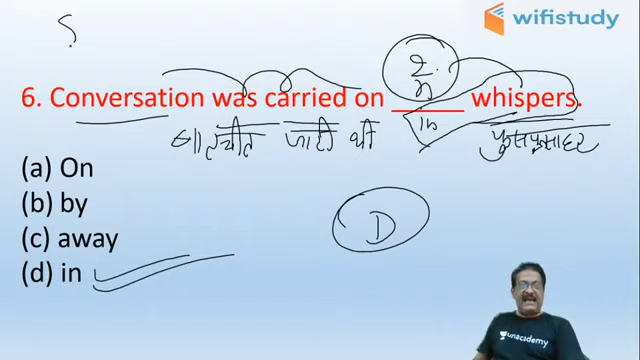 wifistudy
6. Conversation was carried on ______ whispers.
in
बातचीत जारी थी
फुसफुसाहट
(a) On
(b) by
(c) away
D
(d) in
unacademy